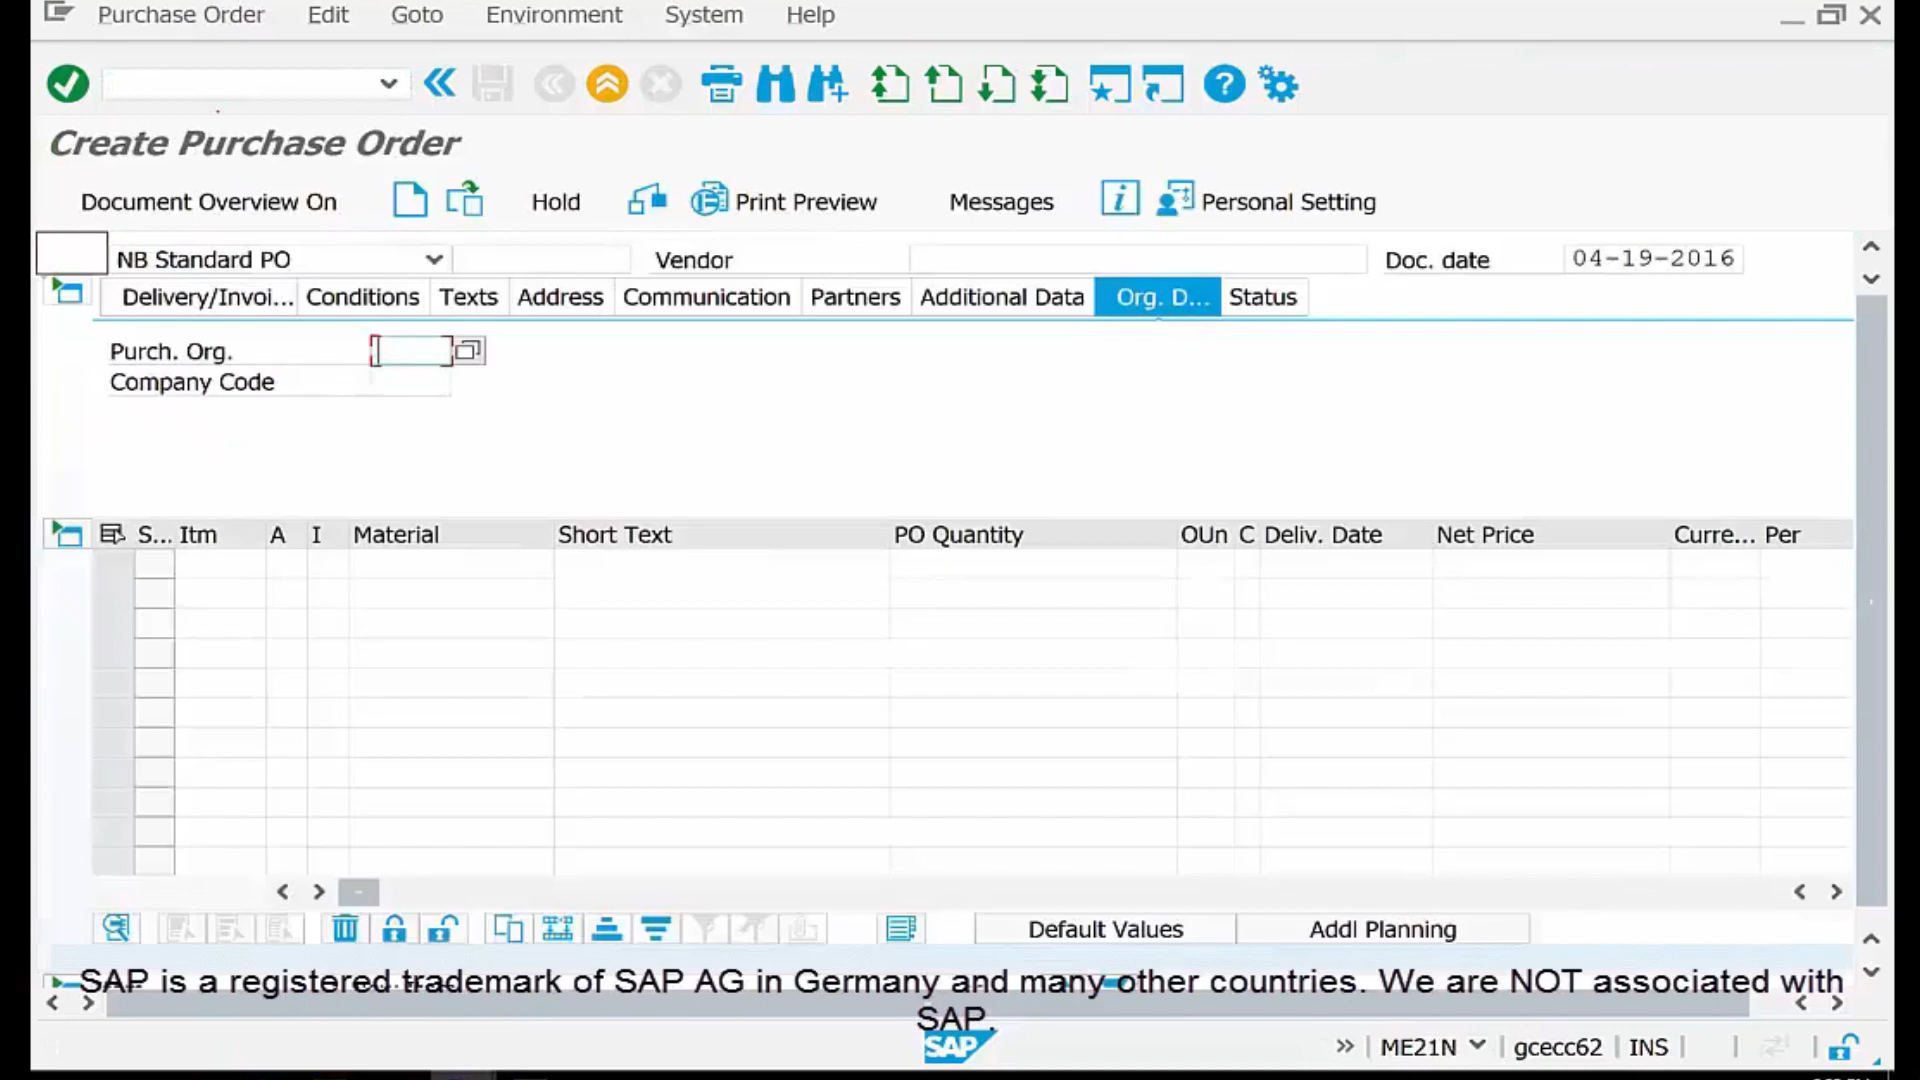 Purchase Order Edit Goto Environment System Help
Create Purchase Order
Document Overview On Hold Print Preview Messages Personal Setting
NB Standard PO Vendor Doc. date 04-19-2016
Delivery/Invoi... Conditions Texts Address Communication Partners Additional Data Org. D... Status
Purch. Org.
Company Code
S... Itm A I Material Short Text PO Quantity OUn C Deliv. Date Net Price Curre... Per
Default Values Addl Planning
SAP is a registered trademark of SAP AG in Germany and many other countries. We are NOT associated with
SAP.
SAP
ME21N gcecc62 INS